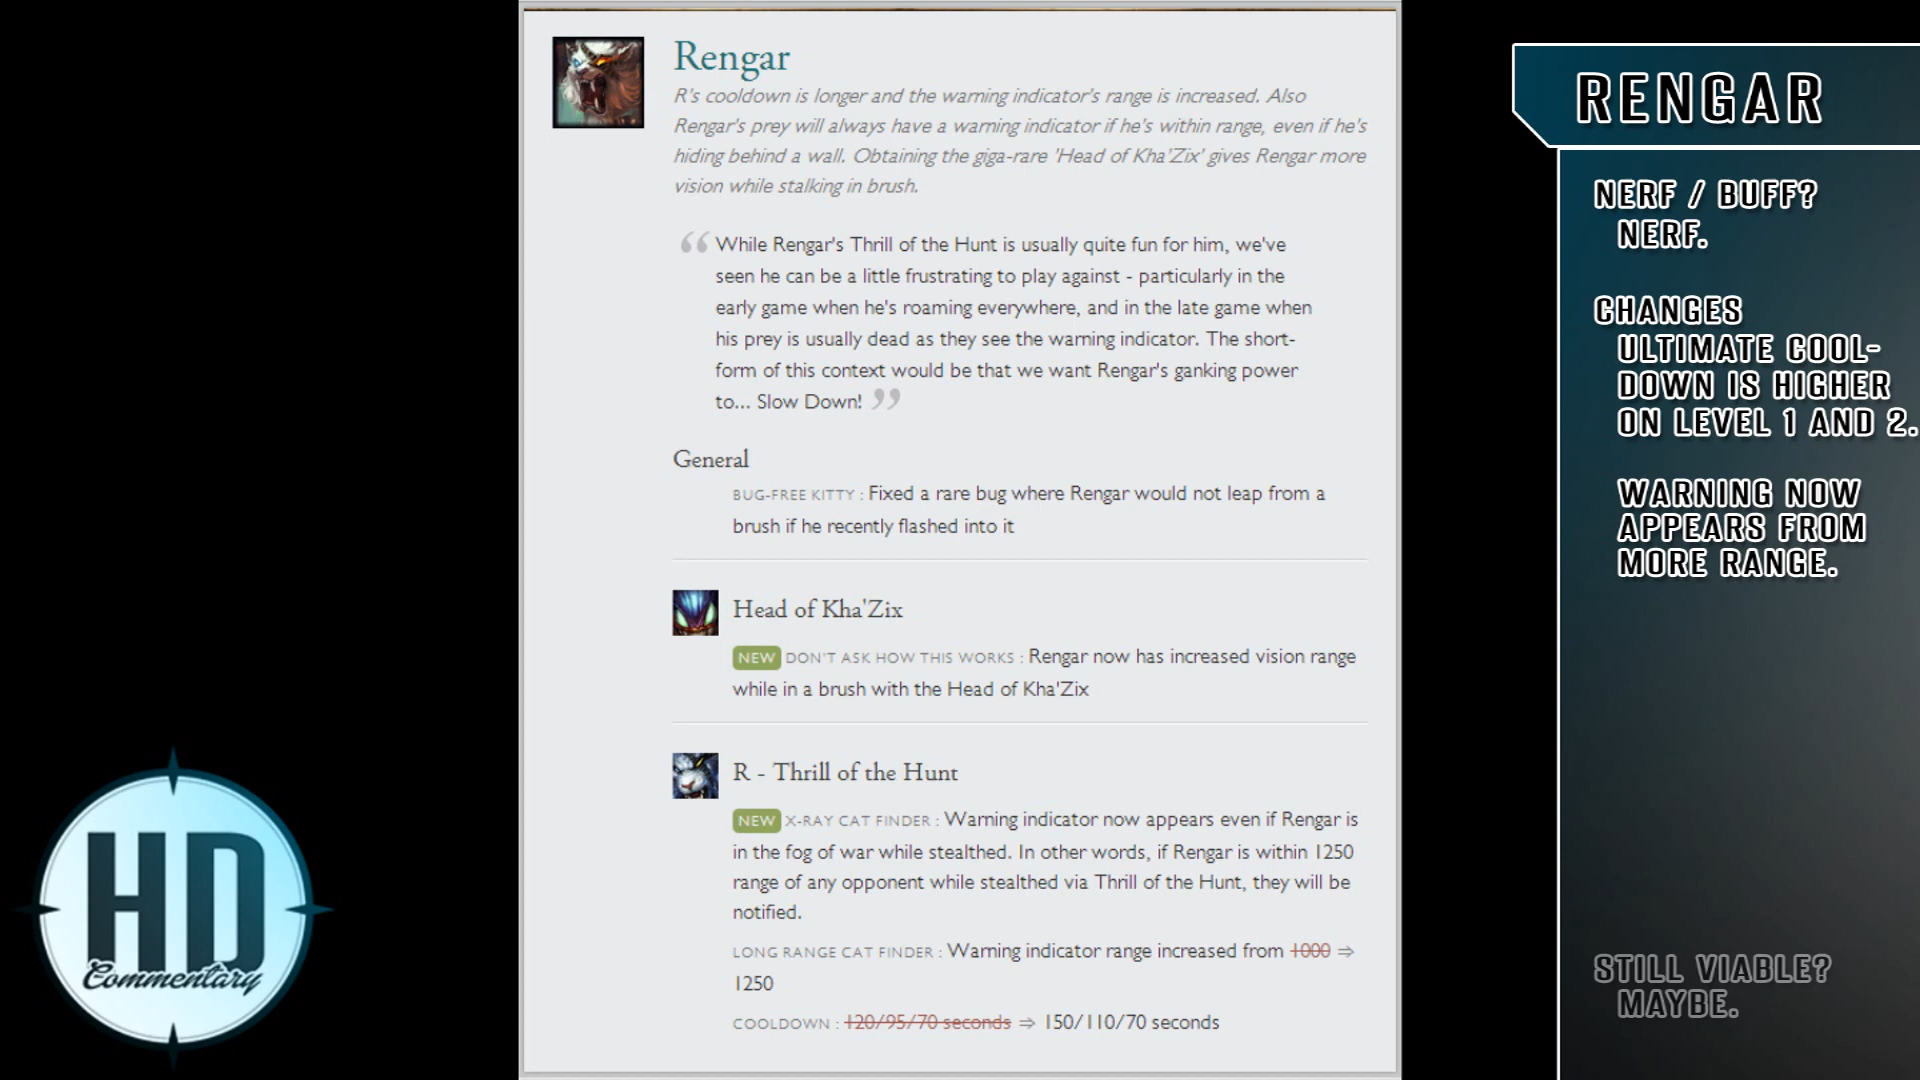 Rengar
R's cooldown is longer and the warning indicator's range is increased. Also
Rengar's prey will always have a warning indicator if he's within range, even if he's
hiding behind a wall. Obtaining the giga-rare 'Head of Kha'Zix' gives Rengar more
vision while stalking in brush.
“ While Rengar's Thrill of the Hunt is usually quite fun for him, we've
seen he can be a little frustrating to play against - particularly in the
early game when he's roaming everywhere, and in the late game when
his prey is usually dead as they see the warning indicator. The short-
form of this context would be that we want Rengar's ganking power
to... Slow Down! ”
General
BUG-FREE KITTY : Fixed a rare bug where Rengar would not leap from a
brush if he recently flashed into it
Head of Kha'Zix
NEW DON'T ASK HOW THIS WORKS : Rengar now has increased vision range
while in a brush with the Head of Kha'Zix
R - Thrill of the Hunt
NEW X-RAY CAT FINDER : Warning indicator now appears even if Rengar is
in the fog of war while stealthed. In other words, if Rengar is within 1250
range of any opponent while stealthed via Thrill of the Hunt, they will be
notified.
LONG RANGE CAT FINDER : Warning indicator range increased from 1000 ⇒
1250
COOLDOWN : 120/95/70 seconds ⇒ 150/110/70 seconds
RENGAR
NERF / BUFF?
NERF.
CHANGES
ULTIMATE COOL-
DOWN IS HIGHER
ON LEVEL 1 AND 2.
WARNING NOW
APPEARS FROM
MORE RANGE.
STILL VIABLE?
MAYBE.
HD
Commentary